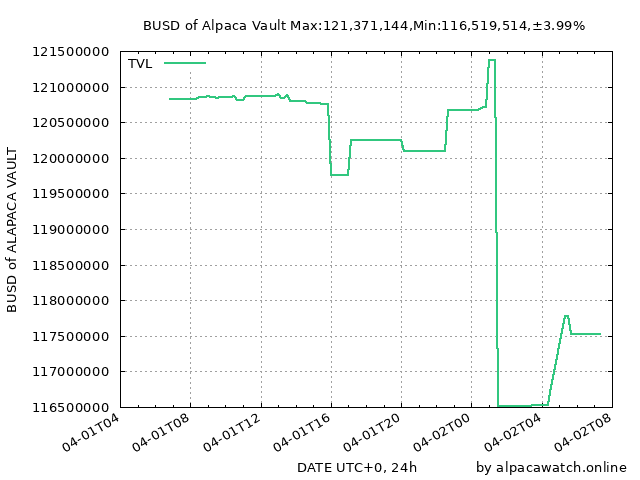 BUSD of Alpaca Vault Max:121,371,144,Min:116,519,514,±3.99%
TVL
121500000
121000000
120500000
120000000
119500000
119000000
118500000
118000000
117500000
117000000
116500000
BUSD of ALAPACA VAULT
04-01T04
04-01T08
04-01T12
04-01T16
04-01T20
04-02T00
04-02T04
04-02T08
DATE UTC+0, 24h
by alpacawatch.online